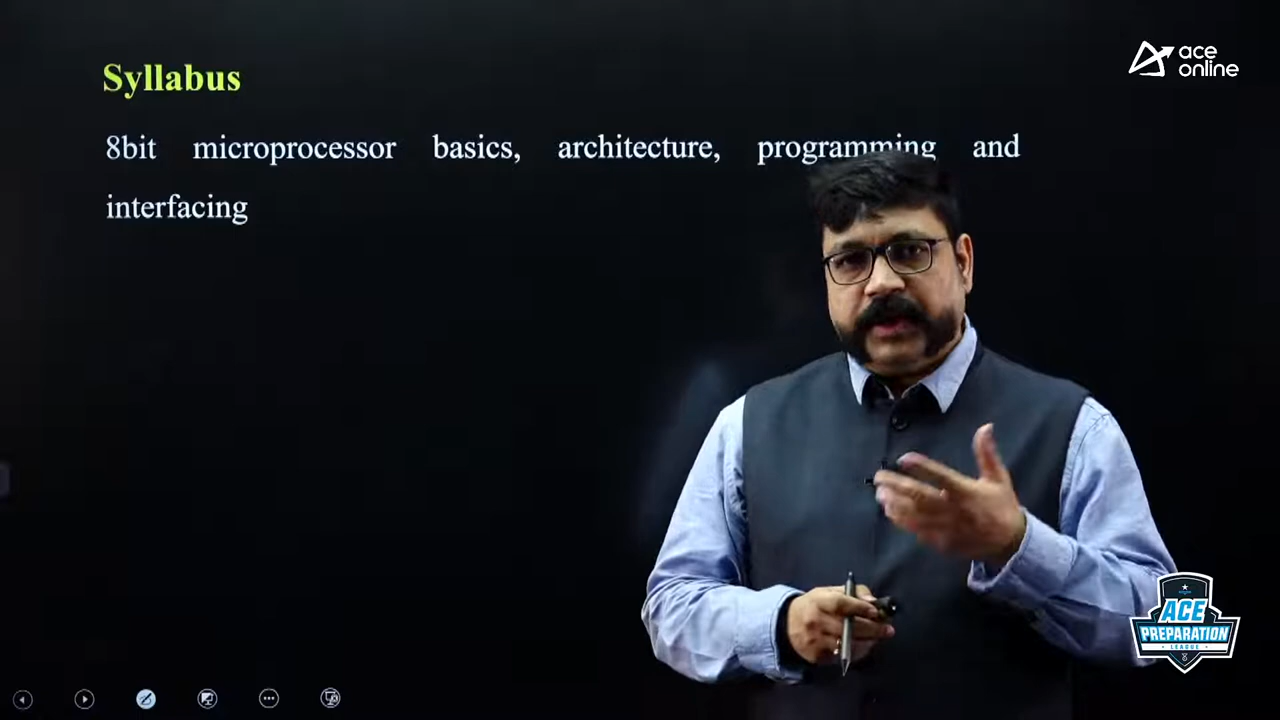 Syllabus
8bit microprocessor basics, architecture, programming and
interfacing
ace
online
ACE
PREPARATION
LEAGUE